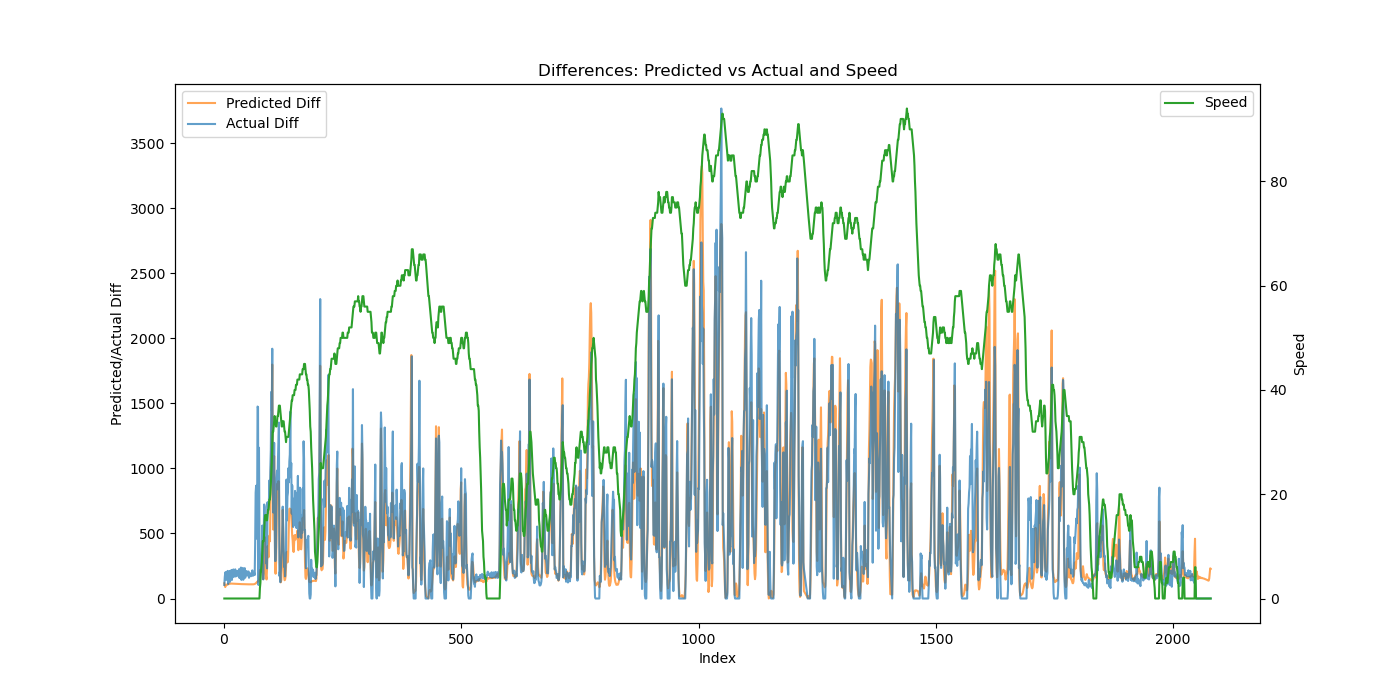 Differences: Predicted vs Actual and Speed
Predicted Diff
Actual Diff
Speed
3500
3000
2500
2000
1500
1000
500
0
Predicted/Actual Diff
80
60
40
20
0
Speed
0
500
1000
1500
2000
Index